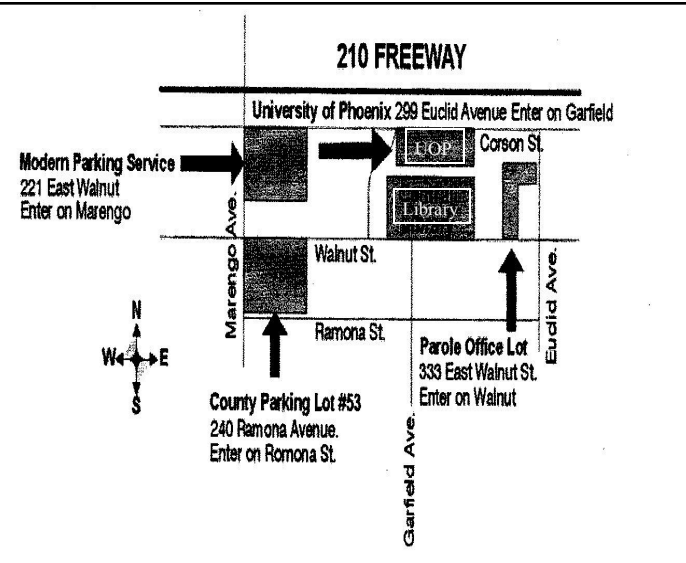 210 FREEWAY
University of Phoenix 299 Euclid Avenue Enter on Garfield
UOP
Corson St.
Modern Parking Service
221 East Walnut
Enter on Marengo
Library
Marengo Ave.
Walnut St.
Euclid Ave.
N
W E
S
Ramona St.
Parole Office Lot
333 East Walnut St.
Enter on Walnut
County Parking Lot #53
240 Ramona Avenue.
Enter on Romona St.
Garfield Ave.